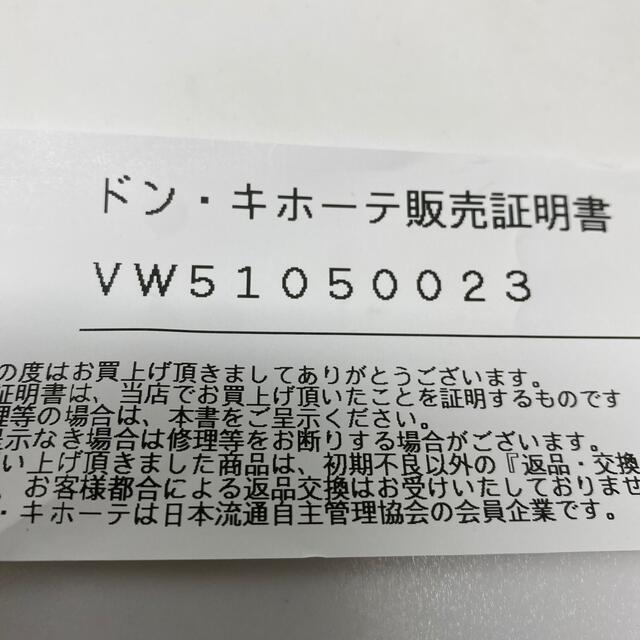 ドン・キホーテ販売証明書
VW51050023
の度はお買上げ頂きましてありがとうございます。
証明書は、当店でお買上げ頂いたことを証明するものです
理等の場合は、本書をご呈示ください。
呈示なき場合は修理等をお断りする場合がございます。
い上げ頂きました商品は、初期不良以外の『返品・交換
、お客様都合による返品交換はお受けいたしておりませ
・キホーテは日本流通自主管理協会の会員企業です。